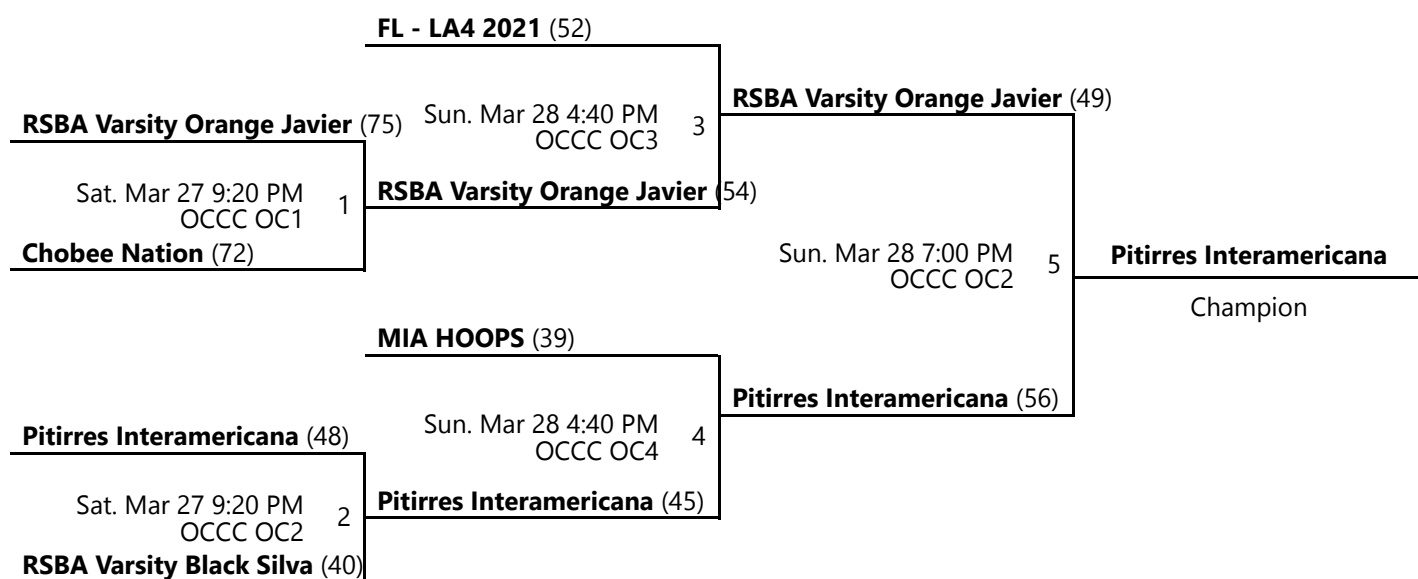 FL - LA4 2021 (52)
RSBA Varsity Orange Javier (49)
Sun. Mar 28 4:40 PM
OCCC OC3
3
RSBA Varsity Orange Javier (75)
RSBA Varsity Orange Javier (54)
Sat. Mar 27 9:20 PM
OCCC OC1
1
Chobee Nation (72)
Sun. Mar 28 7:00 PM
OCCC OC2
5
Pitirres Interamericana
Champion
MIA HOOPS (39)
Pitirres Interamericana (56)
Sun. Mar 28 4:40 PM
OCCC OC4
4
Pitirres Interamericana (48)
Pitirres Interamericana (45)
Sat. Mar 27 9:20 PM
OCCC OC2
2
RSBA Varsity Black Silva (40)